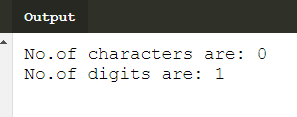 Output
No.of characters are: 0
No.of digits are: 1